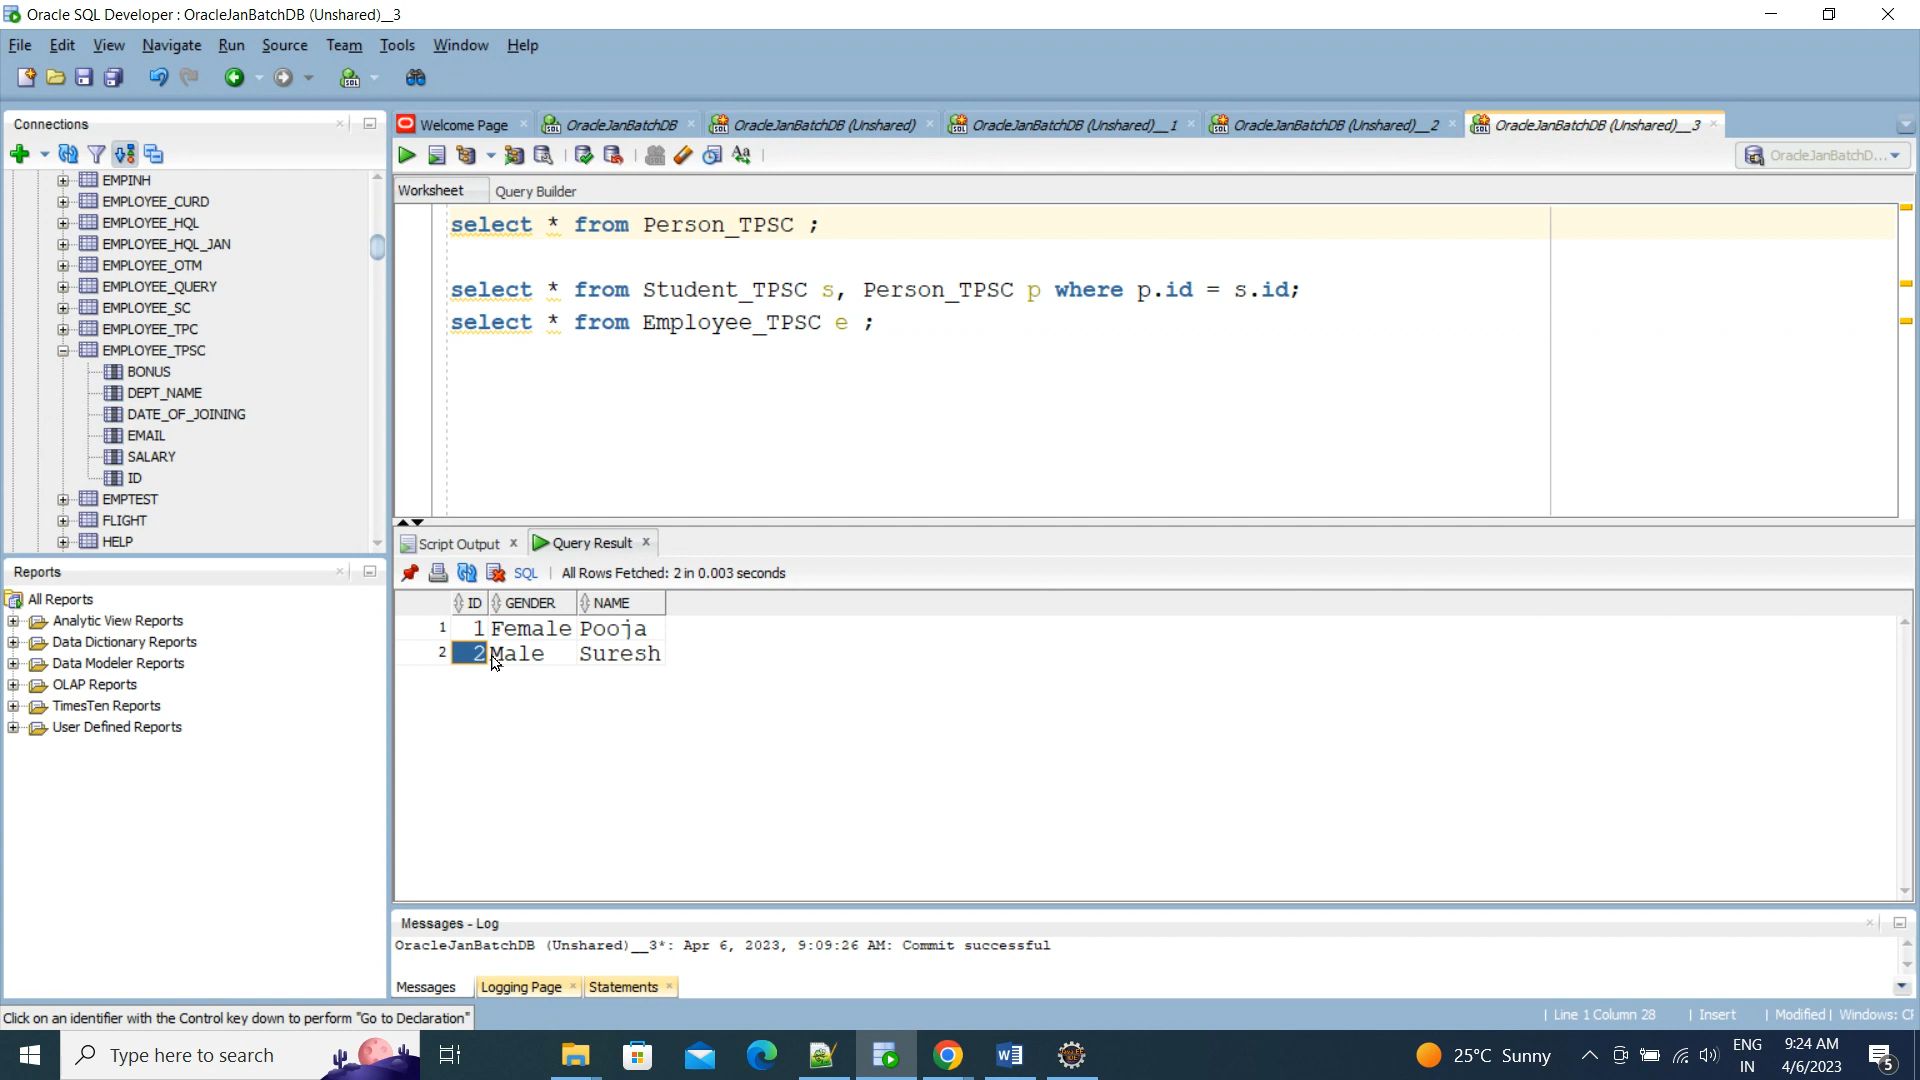 Oracle SQL Developer : OracleJanBatchDB (Unshared)__3
File Edit View Navigate Run Source Team Tools Window Help
Connections
EMPINH
EMPLOYEE_CURD
EMPLOYEE_HQL
EMPLOYEE_HQL_JAN
EMPLOYEE_OTM
EMPLOYEE_QUERY
EMPLOYEE_SC
EMPLOYEE_TPC
EMPLOYEE_TPSC
BONUS
DEPT_NAME
DATE_OF_JOINING
EMAIL
SALARY
ID
EMPTEST
FLIGHT
HELP
Reports
All Reports
Analytic View Reports
Data Dictionary Reports
Data Modeler Reports
OLAP Reports
TimesTen Reports
User Defined Reports
Welcome Page OracleJanBatchDB OracleJanBatchDB (Unshared) OracleJanBatchDB (Unshared)__1 OracleJanBatchDB (Unshared)__2 OracleJanBatchDB (Unshared)__3
OracleJanBatchD...
Worksheet Query Builder
select * from Person_TPSC ;
select * from Student_TPSC s, Person_TPSC p where p.id = s.id;
select * from Employee_TPSC e ;
Script Output Query Result
SQL All Rows Fetched: 2 in 0.003 seconds
ID GENDER NAME
1 1 Female Pooja
2 2 Male Suresh
Messages - Log
OracleJanBatchDB (Unshared)__3*: Apr 6, 2023, 9:09:26 AM: Commit successful
Messages Logging Page Statements
Click on an identifier with the Control key down to perform "Go to Declaration"
Line 1 Column 28 Insert Modified Windows: CF
Type here to search
25°C Sunny
ENG
IN
9:24 AM
4/6/2023
5